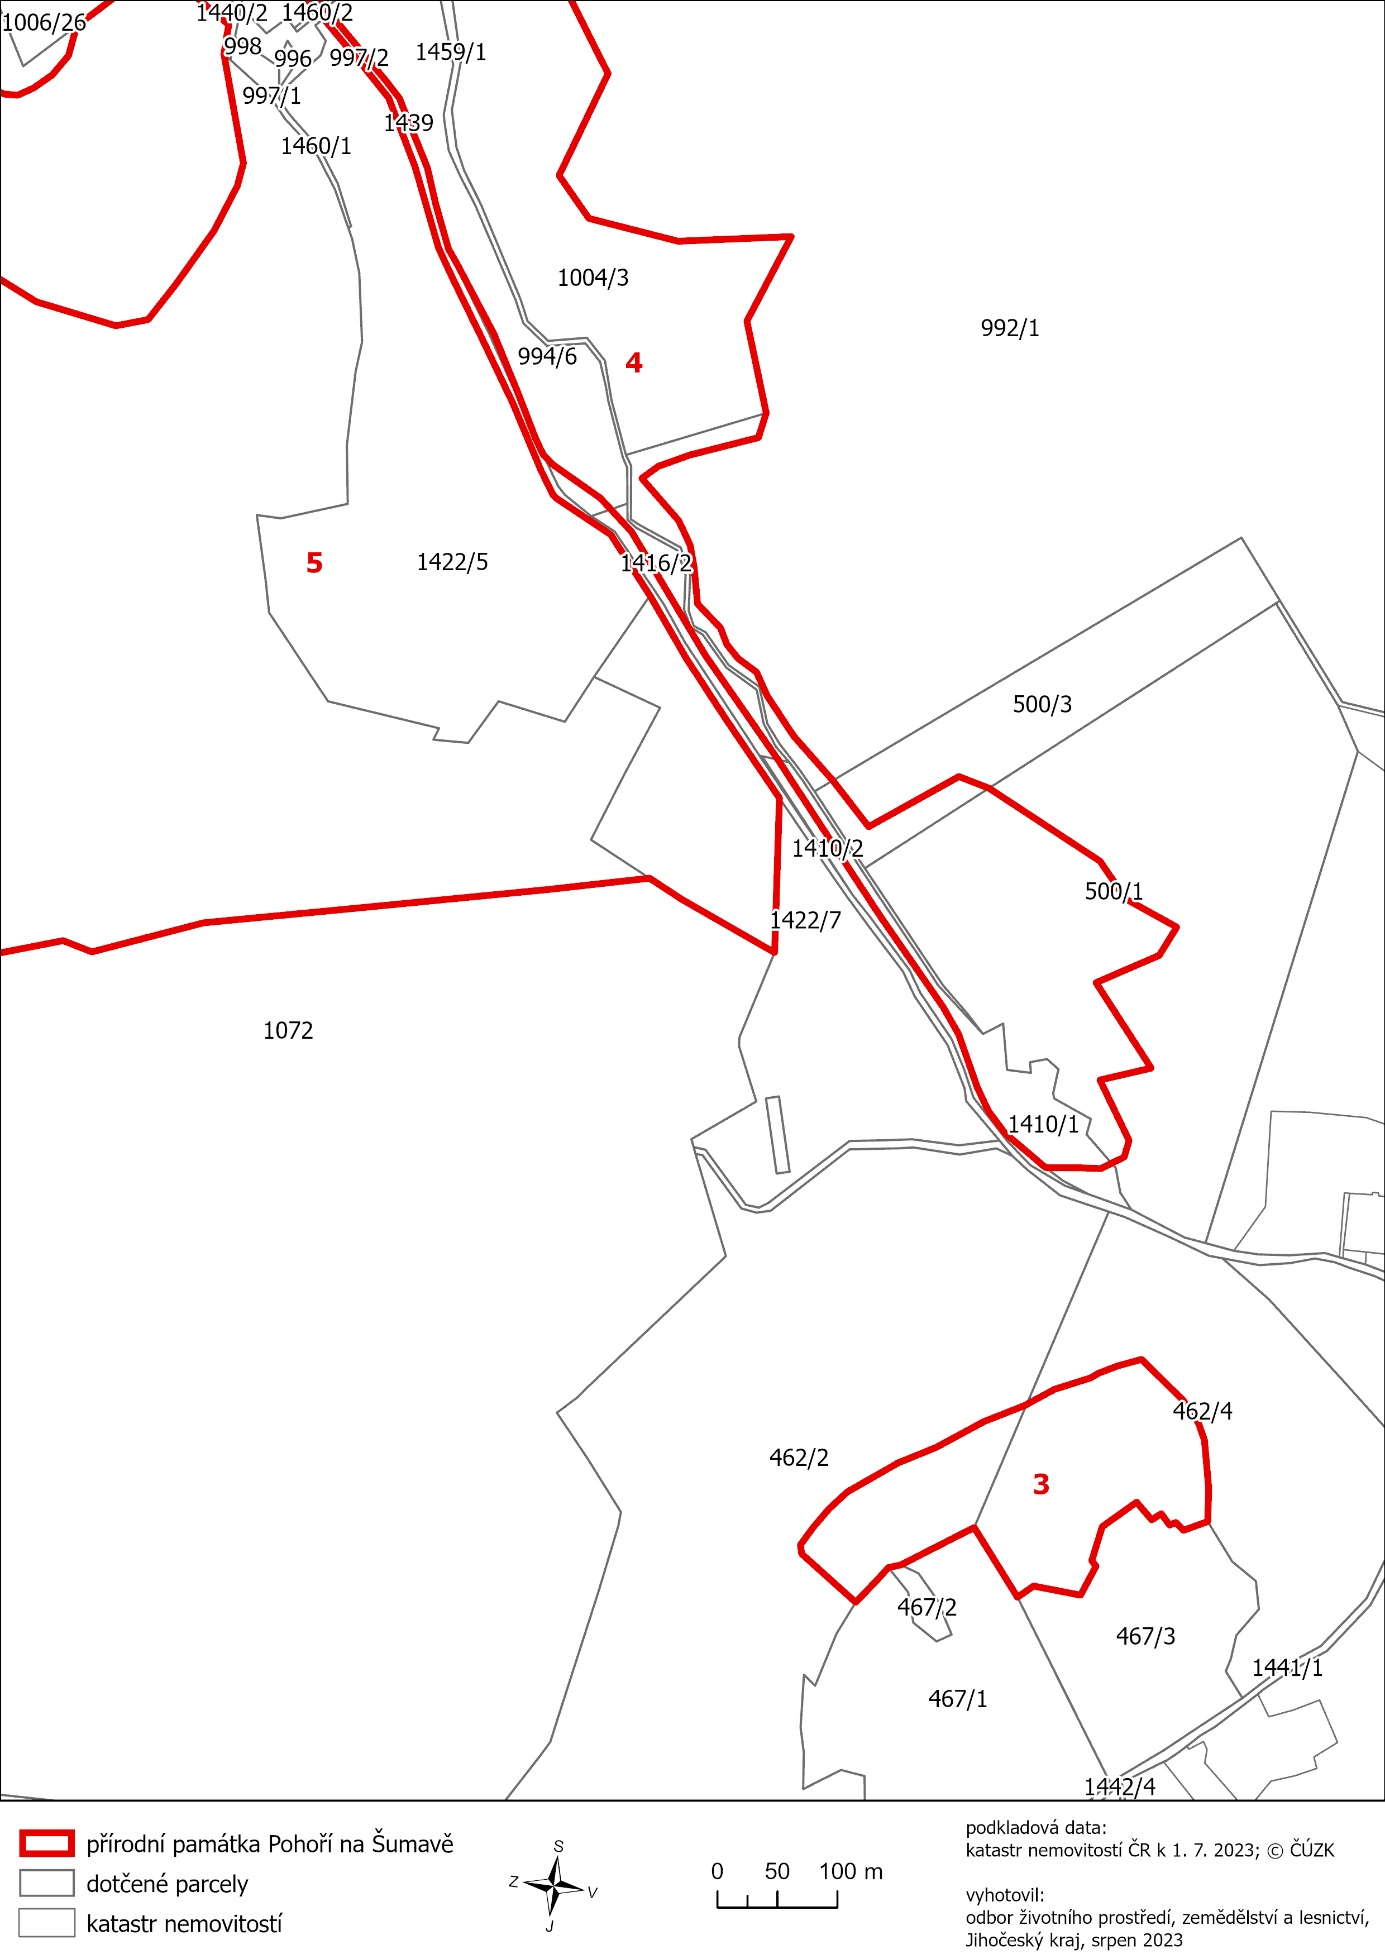 1006/26
1440/2
1460/2
998
996
997/2
1459/1
997/1
1439
1460/1
1004/3
992/1
994/6
4
5
1422/5
1416/2
500/3
1410/2
500/1
1422/7
1072
1410/1
462/4
462/2
3
467/2
467/3
1441/1
467/1
1442/4
přírodní památka Pohoří na Šumavě
dotčené parcely
katastr nemovitostí
S
Z
V
J
0 50 100 m
podkladová data:
katastr nemovitostí ČR k 1. 7. 2023; © ČÚZK
vyhotovil:
odbor životního prostředí, zemědělství a lesnictví,
Jihočeský kraj, srpen 2023